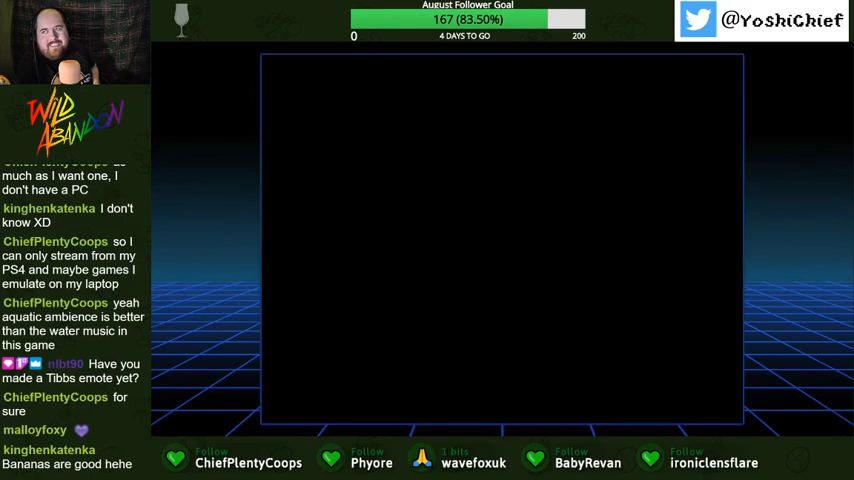 August Follower Goal
167 (83.50%)
0
4 DAYS TO GO
200
@YoshiChief
WILD
ABANDON
ChiefPlentyCoops as
much as I want one, I
don't have a PC
kinghenkatenka I don't
know XD
ChiefPlentyCoops so I
can only stream from my
PS4 and maybe games I
emulate on my laptop
ChiefPlentyCoops yeah
aquatic ambience is better
than the water music in
this game
nlbt90 Have you
made a Tibbs emote yet?
ChiefPlentyCoops for
sure
malloyfoxy
kinghenkatenka
Bananas are good hehe
Follow
ChiefPlentyCoops
Follow
Phyore
1 bits
wavefoxuk
Follow
BabyRevan
Follow
ironiclensflare